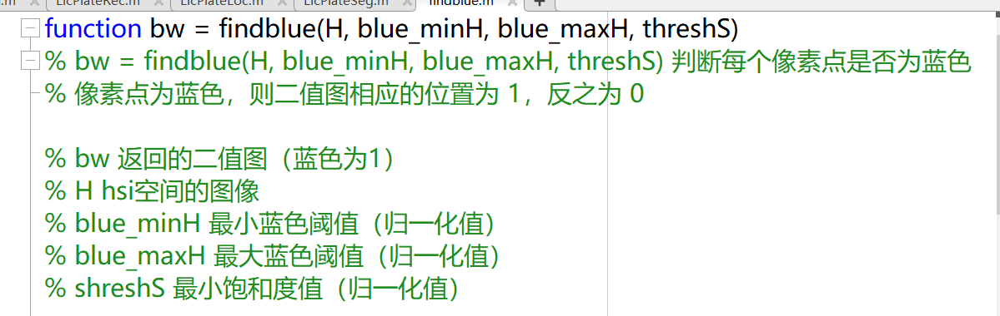 .m LicPlateRec.m LicPlateLoc.m LicPlateSeg.m findblue.m
function bw = findblue(H, blue_minH, blue_maxH, threshS)
% bw = findblue(H, blue_minH, blue_maxH, threshS) 判断每个像素点是否为蓝色
% 像素点为蓝色，则二值图相应的位置为 1，反之为 0
% bw 返回的二值图（蓝色为1）
% H hsi空间的图像
% blue_minH 最小蓝色阈值（归一化值）
% blue_maxH 最大蓝色阈值（归一化值）
% shreshS 最小饱和度值（归一化值）